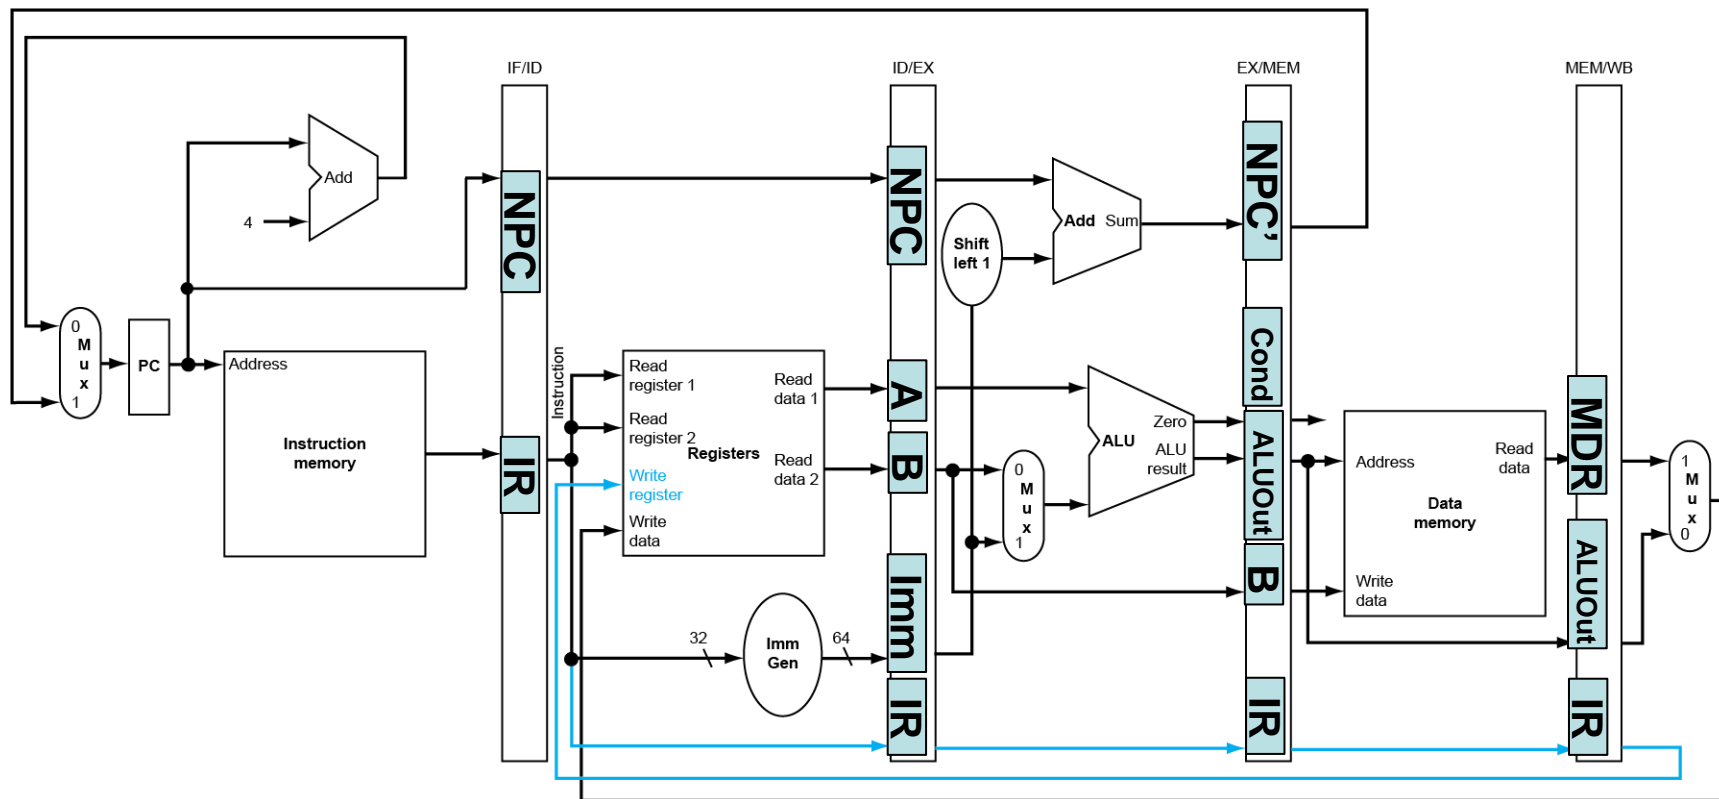 IF/ID
ID/EX
EX/MEM
MEM/WB
Add
4
NPC
NPC
Add Sum
NPC'
Shift
left 1
0
M
u
x
1
PC
Address
Instruction
memory
IR
Instruction
Read
register 1
Read
register 2
Registers
Write
register
Write
data
Read
data 1
Read
data 2
A
B
0
M
u
x
1
ALU
Zero
ALU
result
Cond
ALUOut
B
Address
Read
data
Data
memory
Write
data
MDR
ALUOut
1
M
u
x
0
32
Imm
Gen
64
Imm
IR
IR
IR